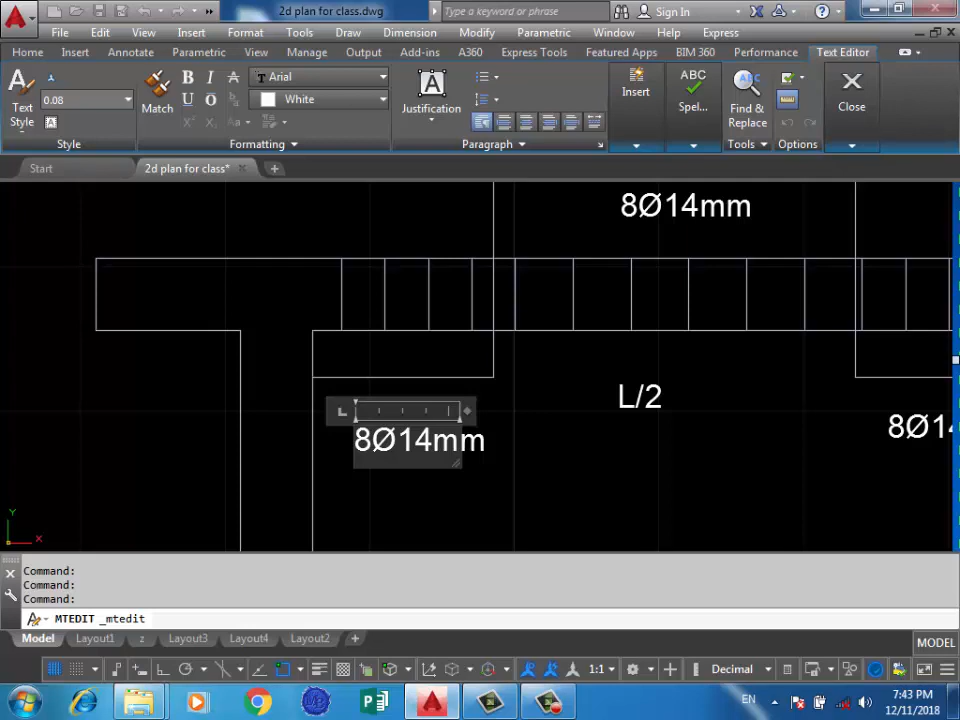 2d plan for class.dwg
Type a keyword or phrase
Sign In
File Edit View Insert Format Tools Draw Dimension Modify Parametric Window Help Express
Home Insert Annotate Parametric View Manage Output Add-ins A360 Express Tools Featured Apps BIM 360 Performance Text Editor
Text Style
0.08
Style
Match
B I A
U O
Arial
White
Formatting
Justification
Paragraph
Insert
ABC
Spel...
Find & Replace
Tools
Options
Close
Start
2d plan for class*
8Ø14mm
L/2
8Ø14mm
8Ø14
Y
X
Command:
Command:
Command:
MTEDIT _mtedit
Model Layout1 z Layout3 Layout4 Layout2 +
MODEL
1:1
Decimal
EN
7:43 PM
12/11/2018